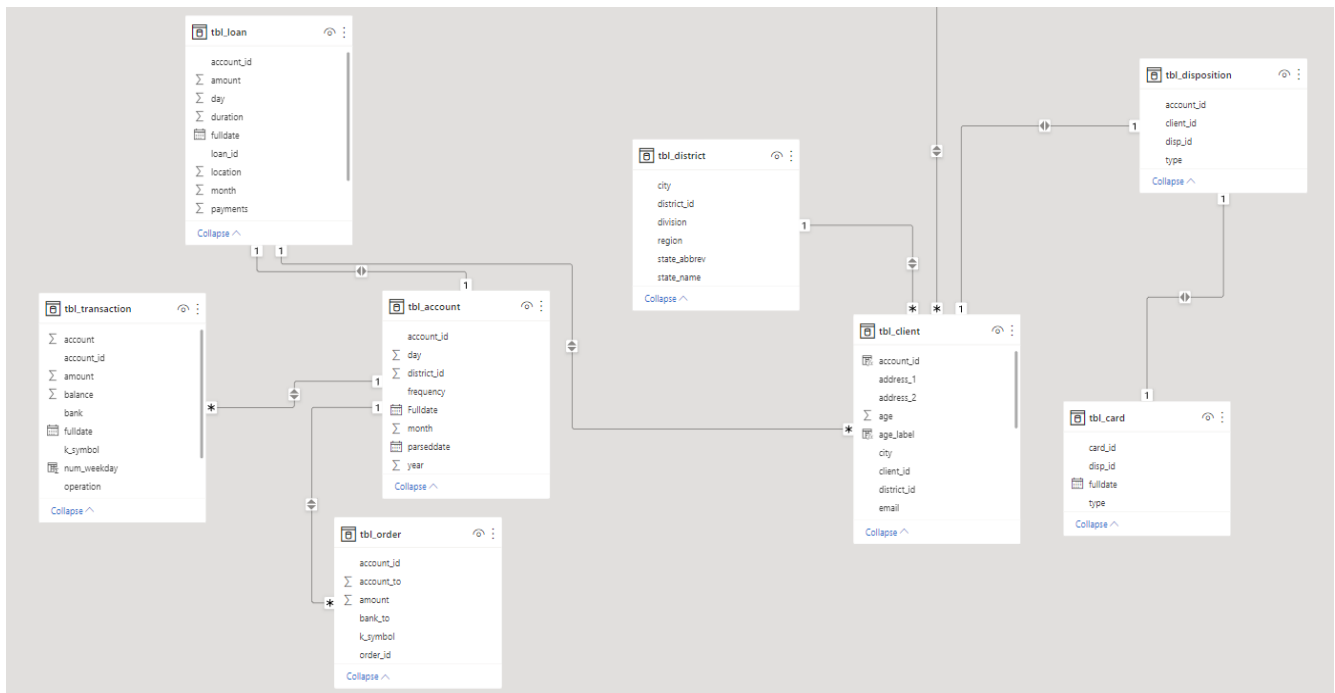 tbl_loan
account_id
amount
day
duration
fulldate
loan_id
location
month
payments
Collapse
1
1
tbl_district
city
district_id
division
region
state_abbrev
state_name
Collapse
1
tbl_disposition
account_id
client_id
disp_id
type
Collapse
1
1
tbl_transaction
account
account_id
amount
balance
bank
fulldate
k_symbol
num_weekday
operation
Collapse
*
1
tbl_account
account_id
day
district_id
frequency
Fulldate
month
parseddate
year
Collapse
1
1
tbl_order
account_id
account_to
amount
bank_to
k_symbol
order_id
Collapse
*
* * 1
tbl_client
account_id
address_1
address_2
age
age_label
city
client_id
district_id
email
Collapse
*
1
tbl_card
card_id
disp_id
fulldate
type
Collapse